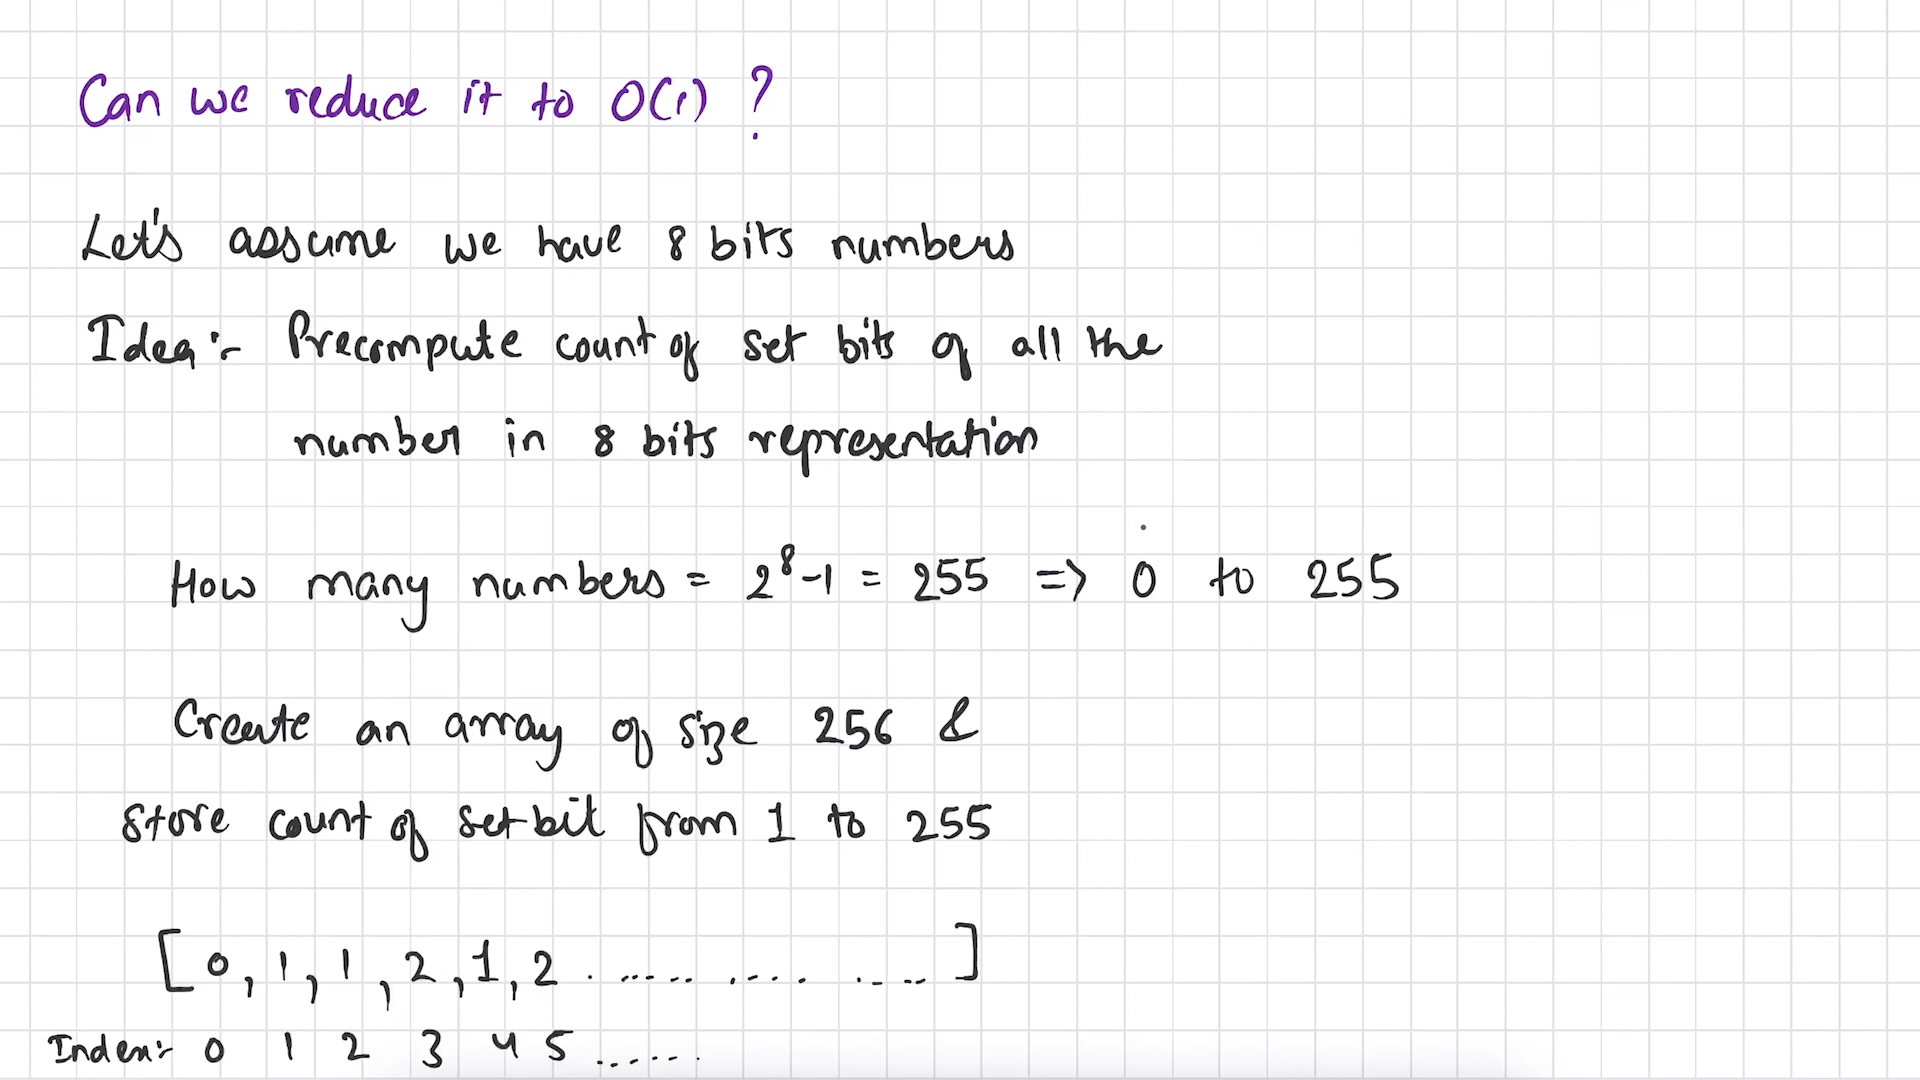 Can we reduce it to O(1) ?
Let's assume we have 8 bits numbers
Idea :- Precompute count of set bits of all the
number in 8 bits representation
How many numbers = 2⁸-1 = 255 => 0 to 255
Create an array of size 256 &
store count of set bit from 1 to 255
[0, 1, 1, 2, 1, 2 . ..... .... ....]
Index:- 0 1 2 3 4 5 ......